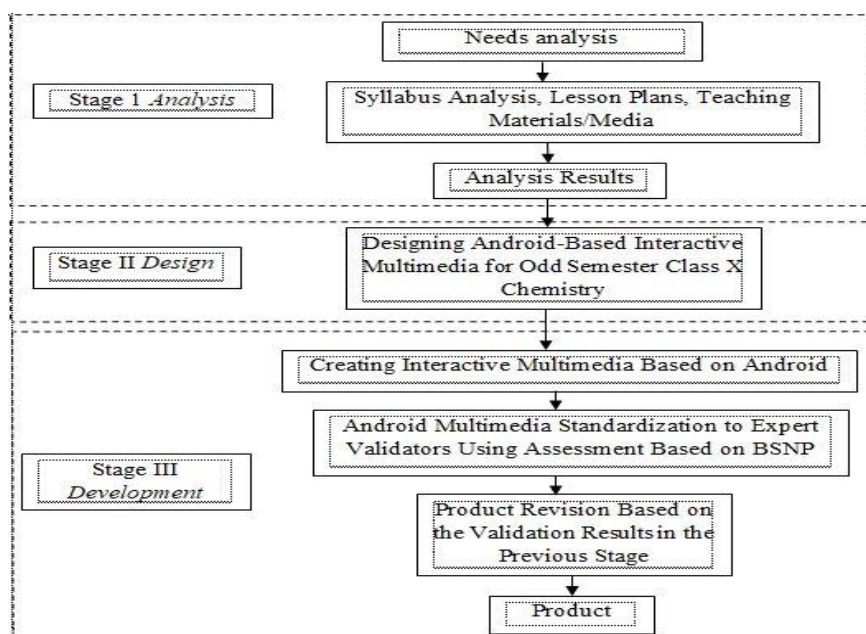 Needs analysis
Stage 1 Analysis
Syllabus Analysis, Lesson Plans, Teaching
Materials/Media
Analysis Results
Stage II Design
Designing Android-Based Interactive
Multimedia for Odd Semester Class X
Chemistry
Creating Interactive Multimedia Based on Android
Android Multimedia Standardization to Expert
Validators Using Assessment Based on BSNP
Stage III
Development
Product Revision Based on
the Validation Results in the
Previous Stage
Product